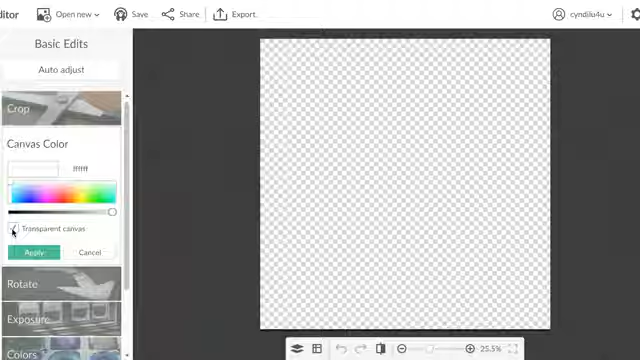 ditor Open new Save Share Export. cyndilu4u
Basic Edits
Auto adjust
Crop
Canvas Color
ffffff
Transparent canvas
Apply Cancel
Rotate
Exposure
Colors
25.5%